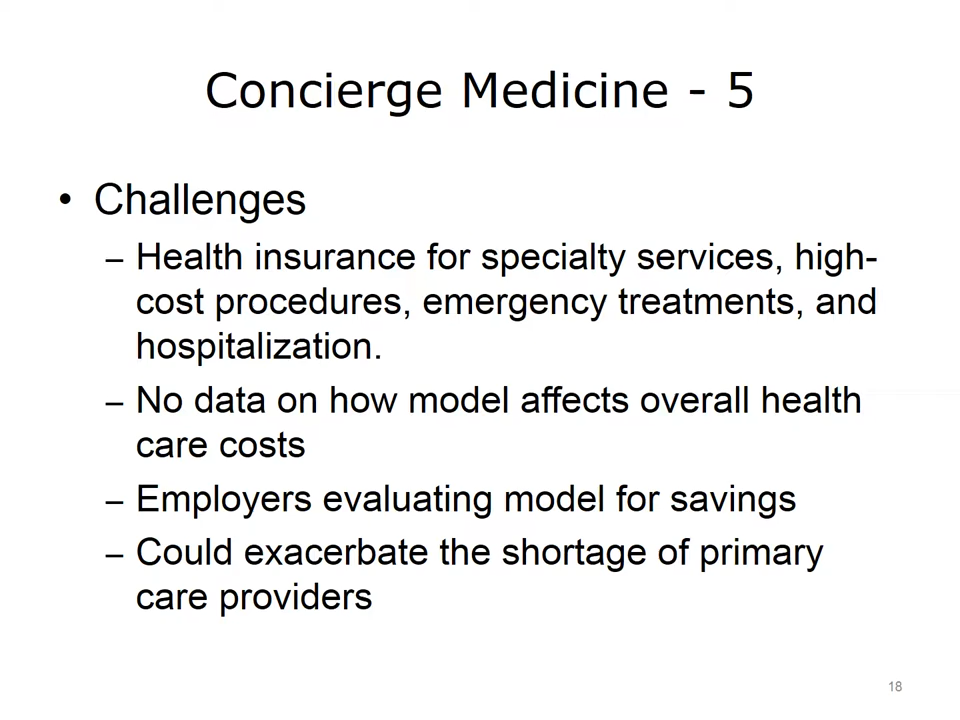 Concierge Medicine - 5
• Challenges
– Health insurance for specialty services, high-
cost procedures, emergency treatments, and
hospitalization.
– No data on how model affects overall health
care costs
– Employers evaluating model for savings
– Could exacerbate the shortage of primary
care providers
18